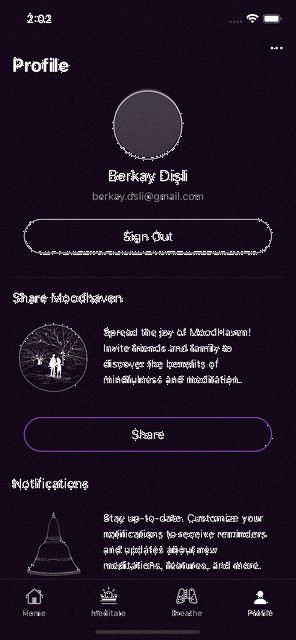 2:02
Profile
Berkay Disli
berkay.dsli@gmail.com
Sign Out
Share Moodhaven
Spread the joy of MoodHaven!
Invite friends and family to
discover the benefits of
mindfulness and meditation.
Share
Notifications
Stay up-to-date. Customize your
notifications to receive reminders
and updates about new
meditations, features, and more.
Home
Meditate
Breathe
Profile